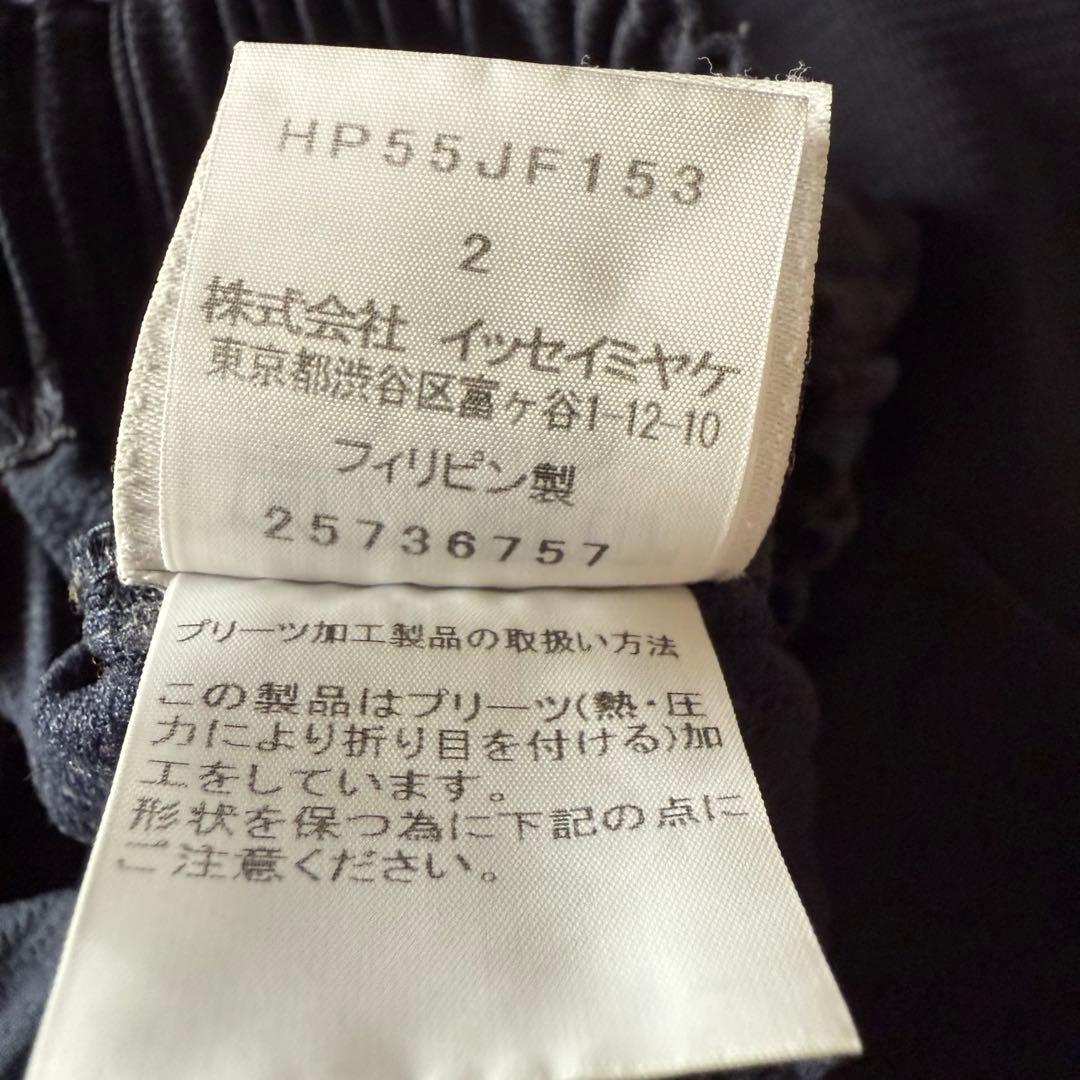 HP55JF153
2
株式会社 イッセイミヤケ
東京都渋谷区富ヶ谷1-12-10
フィリピン製
25736757
プリーツ加工製品の取扱い方法
この製品はプリーツ(熱・圧
力により折り目を付ける)加
工をしています。
形状を保つ為に下記の点に
ご注意ください。